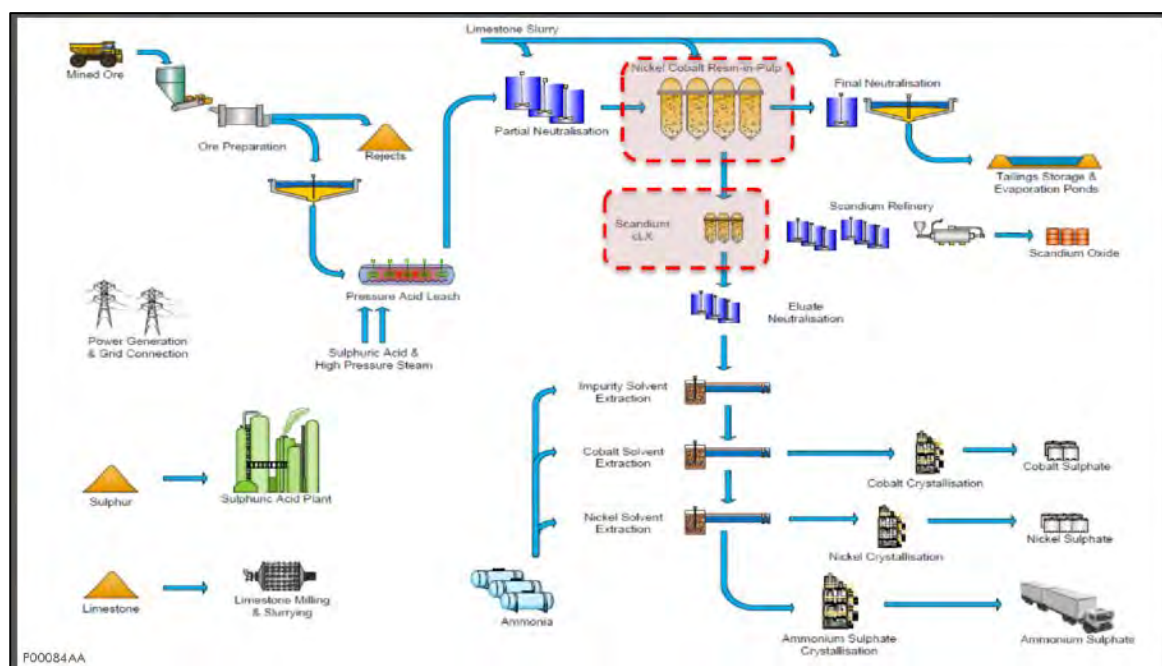 Limestone Slurry
Mined Ore
Nickel Cobalt Resin-in-Pulp
Final Neutralisation
Partial Neutralisation
Ore Preparation
Rejects
Tailings Storage &
Evaporation Ponds
Scandium
cLX
Scandium Refinery
Scandium Oxide
Pressure Acid Leach
Eluate
Neutralisation
Power Generation
& Grid Connection
Sulphuric Acid &
High Pressure Steam
Impurity Solvent
Extraction
Cobalt Solvent
Extraction
Cobalt Crystallisation
Cobalt Sulphate
Sulphur
Sulphuric Acid Plant
Nickel Solvent
Extraction
Nickel Crystallisation
Nickel Sulphate
Limestone
Limestone Milling
& Slurrying
Ammonia
Ammonium Sulphate
Crystallisation
Ammonium Sulphate
P00084AA